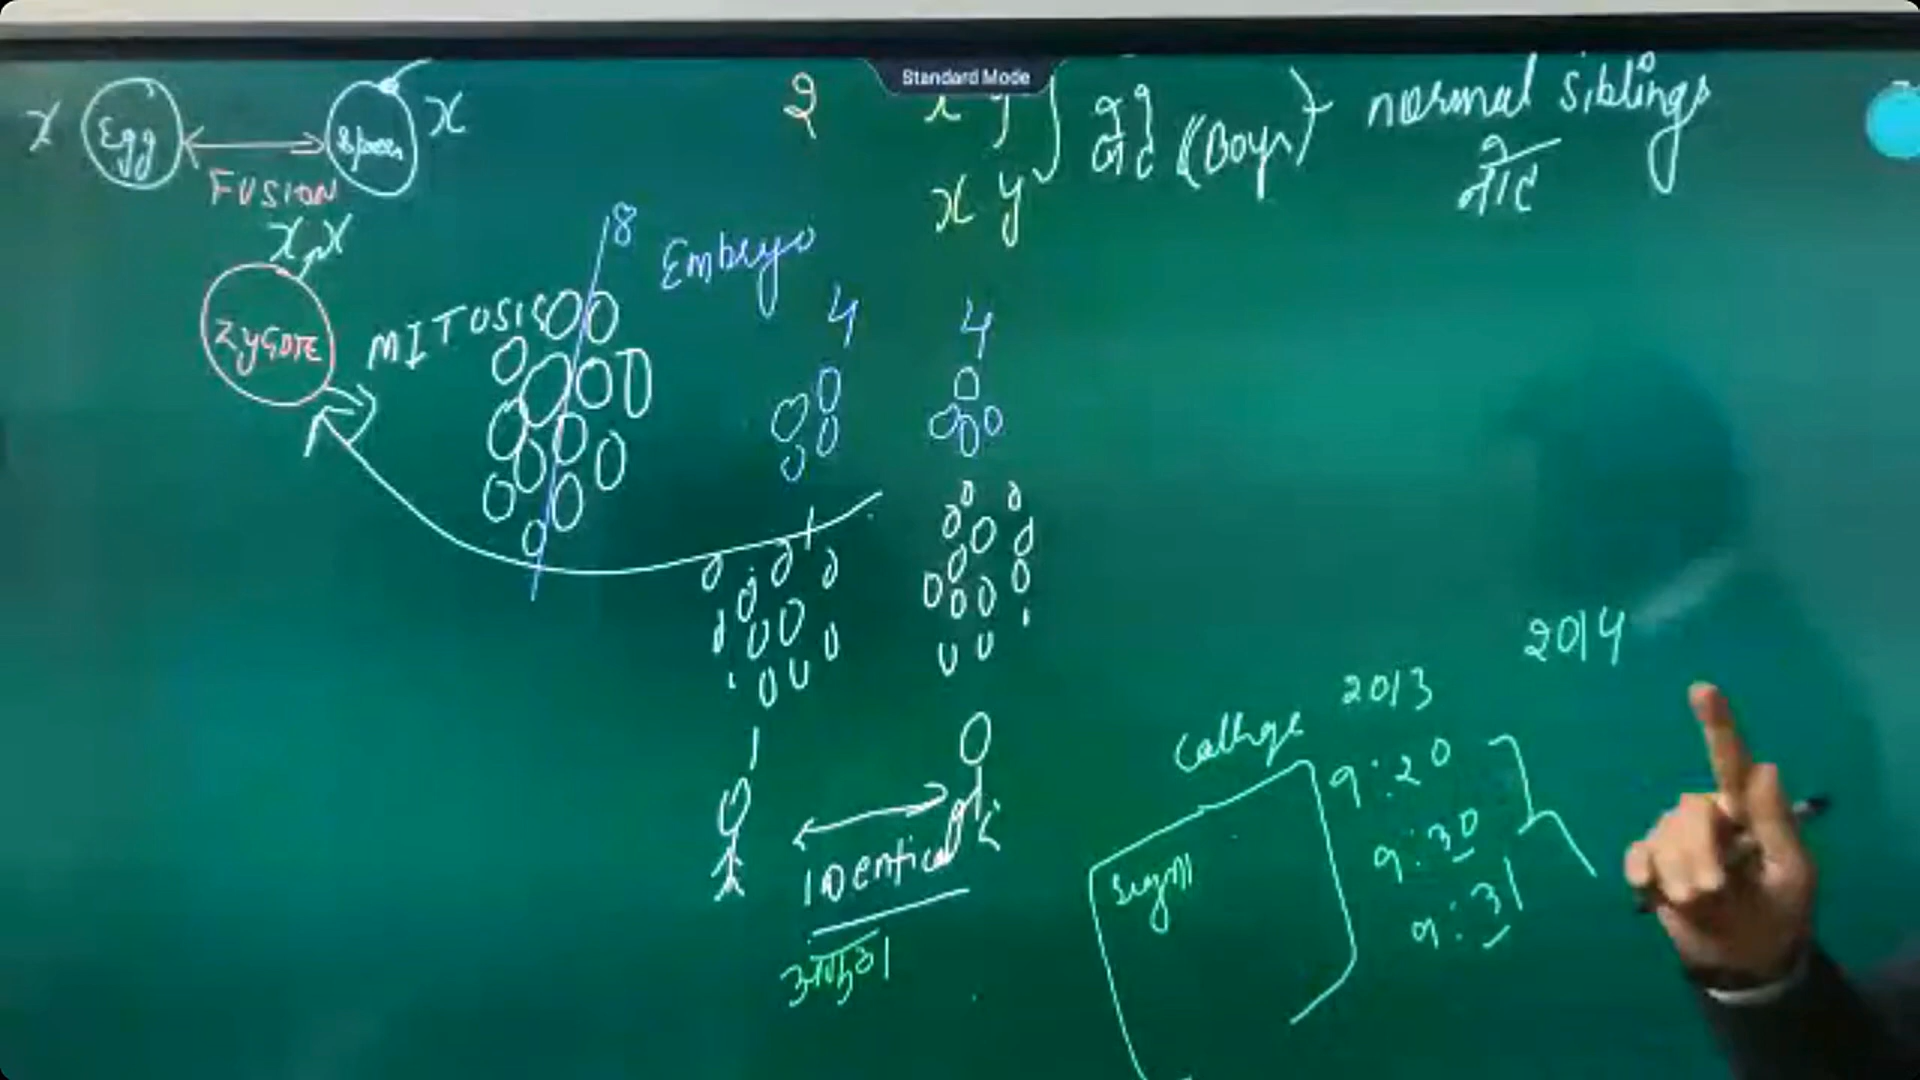 Standard Mode
x Egg Sperm x
FUSION
x x
ZYGOTE
MITOSIS
8
Embryo
4 4
2
x y
x y
(Boys)
normal siblings
1
Identical
2013
2014
College
9:20
9:30
9:31